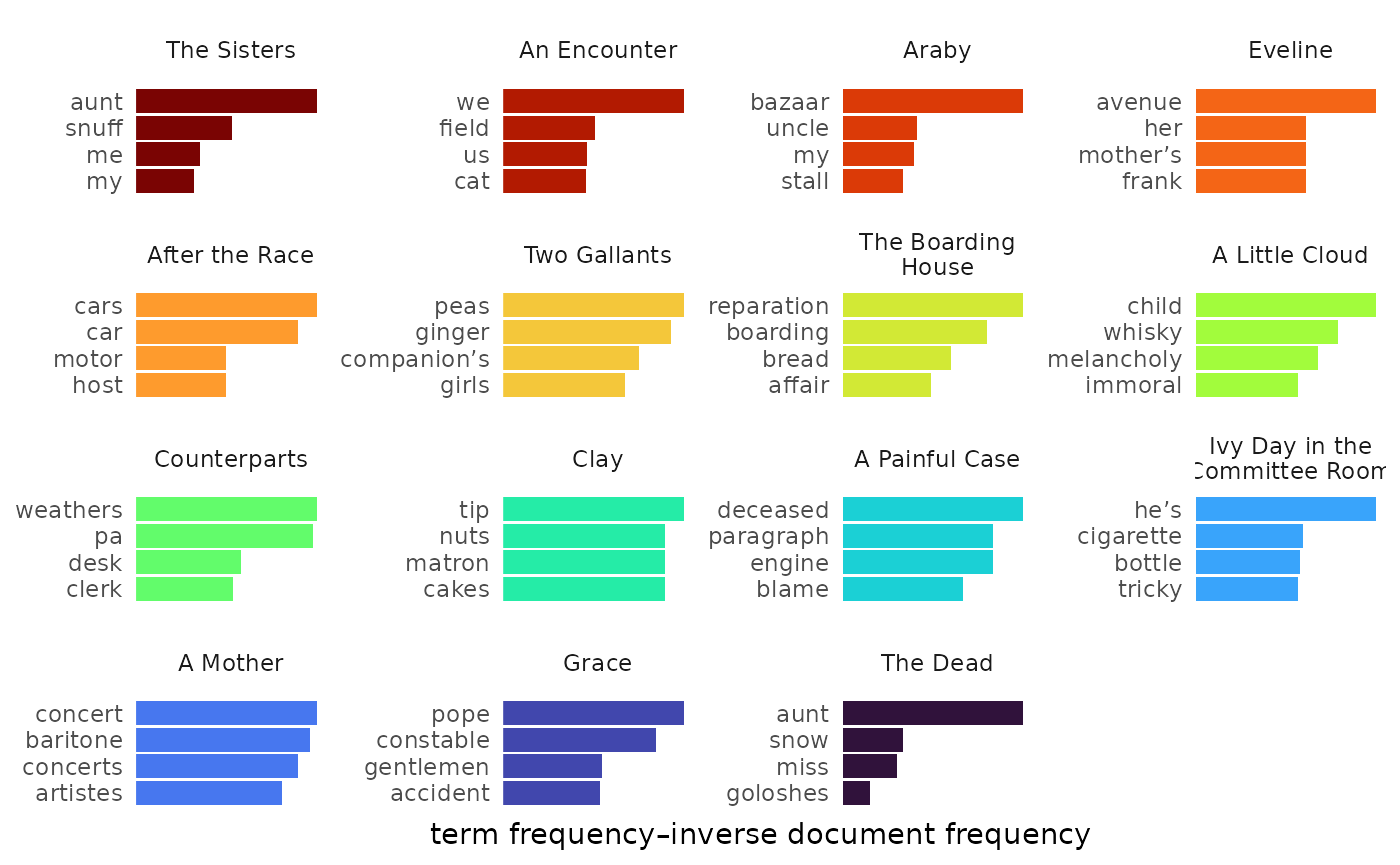 The Sisters
aunt
snuff
me
my
An Encounter
we
field
us
cat
Araby
bazaar
uncle
my
stall
Eveline
avenue
her
mother’s
frank
After the Race
cars
car
motor
host
Two Gallants
peas
ginger
companion’s
girls
The Boarding
House
reparation
boarding
bread
affair
A Little Cloud
child
whisky
melancholy
immoral
Counterparts
weathers
pa
desk
clerk
Clay
tip
nuts
matron
cakes
A Painful Case
deceased
paragraph
engine
blame
Ivy Day in the
Committee Room
he’s
cigarette
bottle
tricky
A Mother
concert
baritone
concerts
artistes
Grace
pope
constable
gentlemen
accident
The Dead
aunt
snow
miss
goloshes
term frequency–inverse document frequency